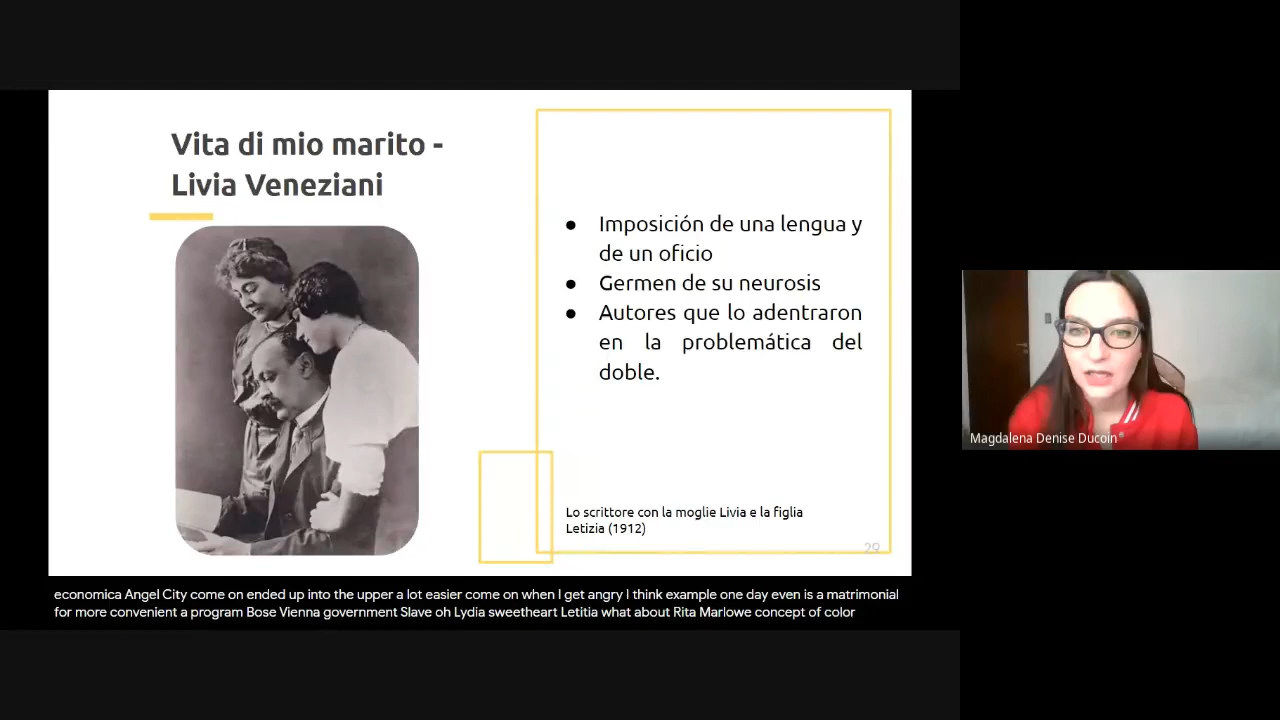 Vita di mio marito -
Livia Veneziani
● Imposición de una lengua y
de un oficio
● Germen de su neurosis
● Autores que lo adentraron
en la problemática del
doble.
Lo scrittore con la moglie Livia e la figlia
Letizia (1912)
29
economica Angel City come on ended up into the upper a lot easier come on when I get angry I think example one day even is a matrimonial
for more convenient a program Bose Vienna government Slave oh Lydia sweetheart Letitia what about Rita Marlowe concept of color
Magdalena Denise Ducoin